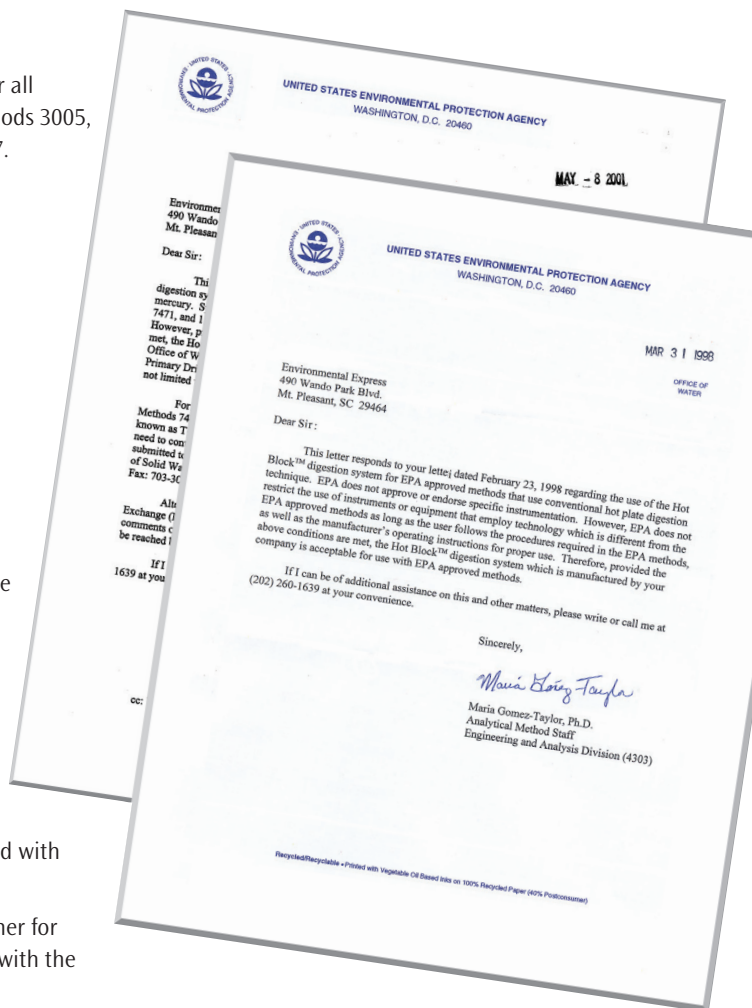 r all
ods 3005,
7.
UNITED STATES ENVIRONMENTAL PROTECTION AGENCY
WASHINGTON, D.C. 20460
MAY - 8 2001
Environmen
490 Wando
Mt. Pleasan
Dear Sir:
Thi
digestion sy
mercury. S
7471, and 1
However, p
met, the Ho
Office of W
Primary Dri
not limited
For
Methods 74
known as T
need to con
submitted to
of Solid Wa
Fax: 703-30
Alte
Exchange (I
comments c
be reached
If I
1639 at you
cc:
UNITED STATES ENVIRONMENTAL PROTECTION AGENCY
WASHINGTON, D.C. 20460
MAR 31 1998
OFFICE OF
WATER
Environmental Express
490 Wando Park Blvd.
Mt. Pleasant, SC 29464
Dear Sir:
This letter responds to your letter dated February 23, 1998 regarding the use of the Hot
Block™ digestion system for EPA approved methods that use conventional hot plate digestion
technique. EPA does not approve or endorse specific instrumentation. However, EPA does not
restrict the use of instruments or equipment that employ technology which is different from the
EPA approved methods as long as the user follows the procedures required in the EPA methods,
as well as the manufacturer's operating instructions for proper use. Therefore, provided the
above conditions are met, the Hot Block™ digestion system which is manufactured by your
company is acceptable for use with EPA approved methods.
If I can be of additional assistance on this and other matters, please write or call me at
(202) 260-1639 at your convenience.
Sincerely,
Maria Gomez-Taylor
Maria Gomez-Taylor, Ph.D.
Analytical Method Staff
Engineering and Analysis Division (4303)
Recycled/Recyclable • Printed with Vegetable Oil Based Inks on 100% Recycled Paper (40% Postconsumer)
e
d with
ner for
with the